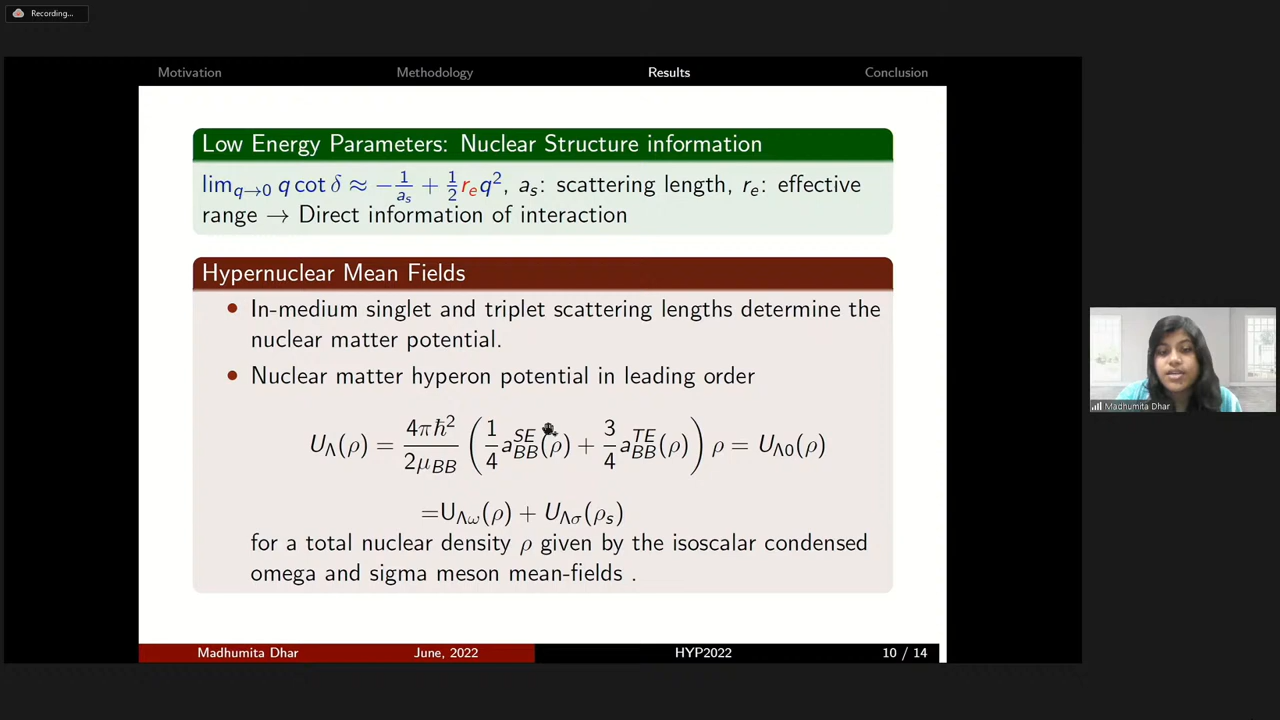 Recording...
Motivation Methodology Results Conclusion
Low Energy Parameters: Nuclear Structure information
lim_{q→0} q cot δ ≈ −1/a_s + 1/2 r_e q², a_s: scattering length, r_e: effective
range → Direct information of interaction
Hypernuclear Mean Fields
• In-medium singlet and triplet scattering lengths determine the
nuclear matter potential.
• Nuclear matter hyperon potential in leading order
U_Λ(ρ) = 4πħ²/2μ_BB (1/4 a_BB^SE(ρ) + 3/4 a_BB^TE(ρ)) ρ = U_Λ0(ρ)
=U_Λω(ρ) + U_Λσ(ρ_s)
for a total nuclear density ρ given by the isoscalar condensed
omega and sigma meson mean-fields .
Madhumita Dhar June, 2022 HYP2022 10 / 14
Madhumita Dhar